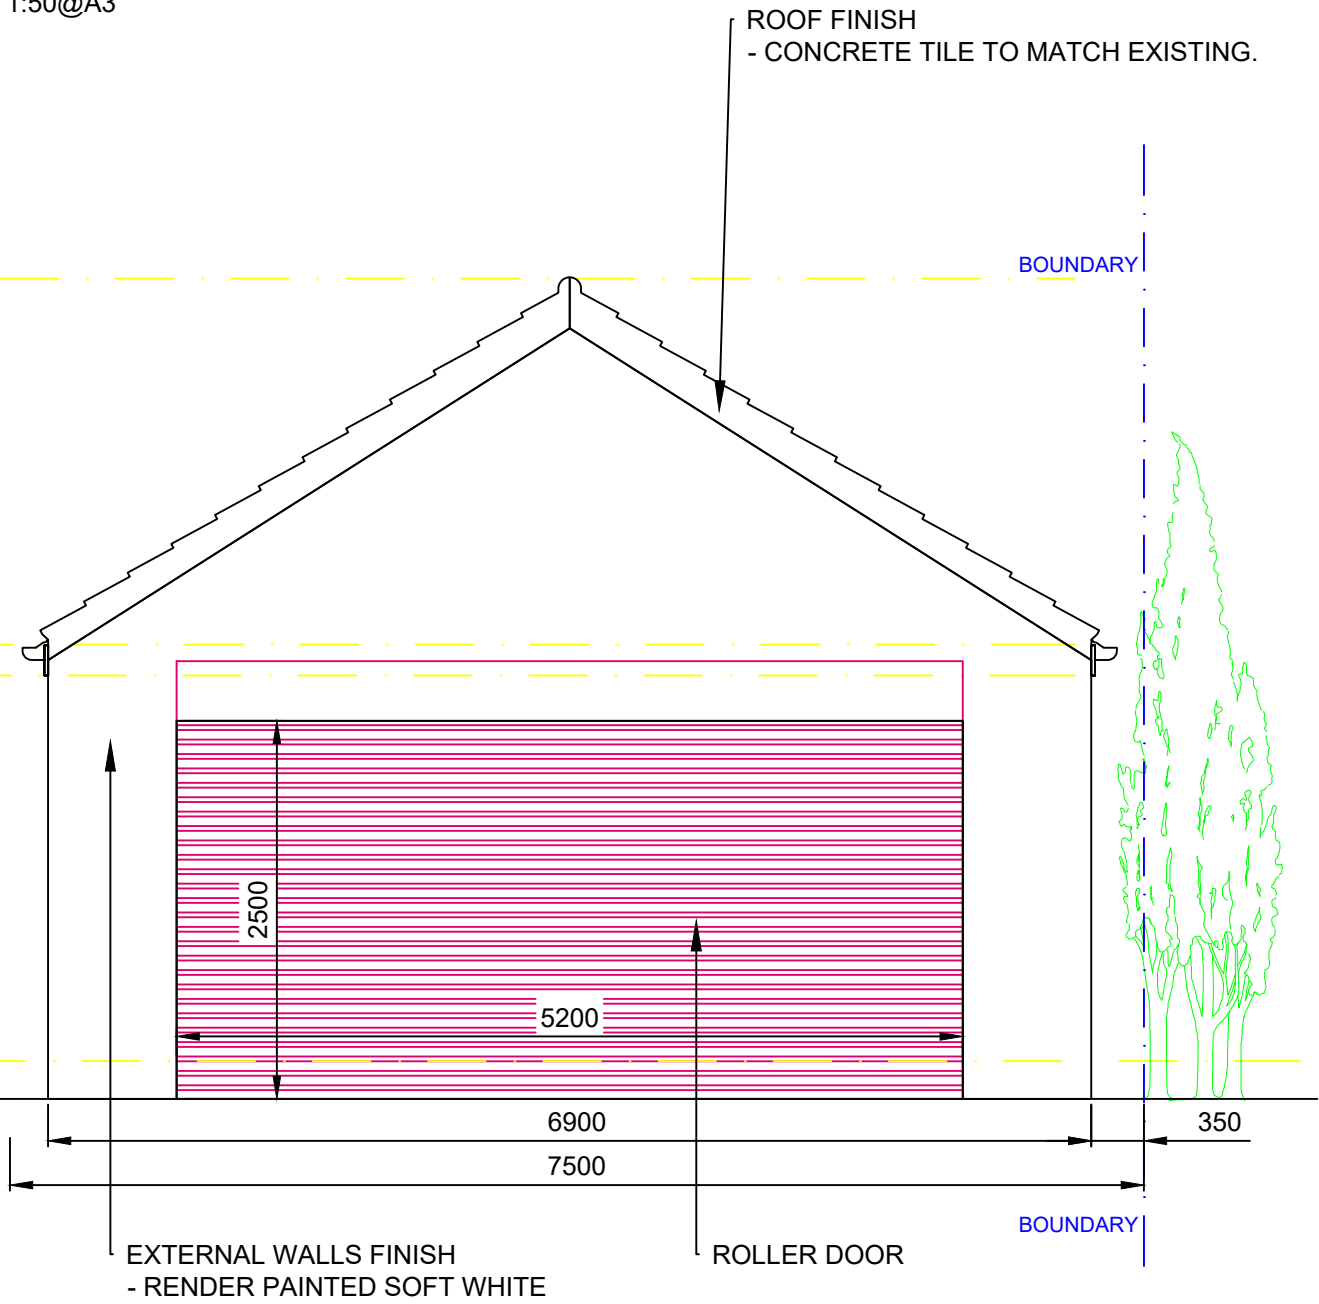 1:50@A3
ROOF FINISH
- CONCRETE TILE TO MATCH EXISTING.
BOUNDARY
2500
5200
6900
350
7500
BOUNDARY
EXTERNAL WALLS FINISH
- RENDER PAINTED SOFT WHITE
ROLLER DOOR